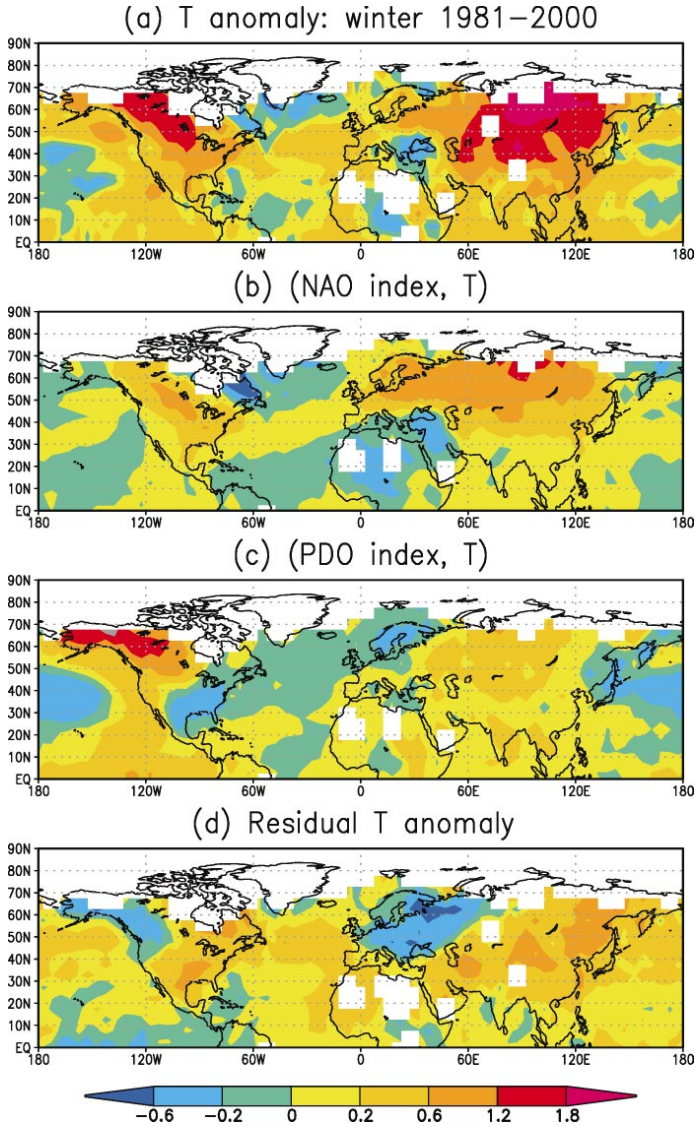 (a) T anomaly: winter 1981-2000
90N
80N
70N
60N
50N
40N
30N
20N
10N
EQ
180 120W 60W 0 60E 120E 180
(b) (NAO index, T)
90N
80N
70N
60N
50N
40N
30N
20N
10N
EQ
180 120W 60W 0 60E 120E 180
(c) (PDO index, T)
90N
80N
70N
60N
50N
40N
30N
20N
10N
EQ
180 120W 60W 0 60E 120E 180
(d) Residual T anomaly
90N
80N
70N
60N
50N
40N
30N
20N
10N
EQ
180 120W 60W 0 60E 120E 180
-0.6 -0.2 0 0.2 0.6 1.2 1.8